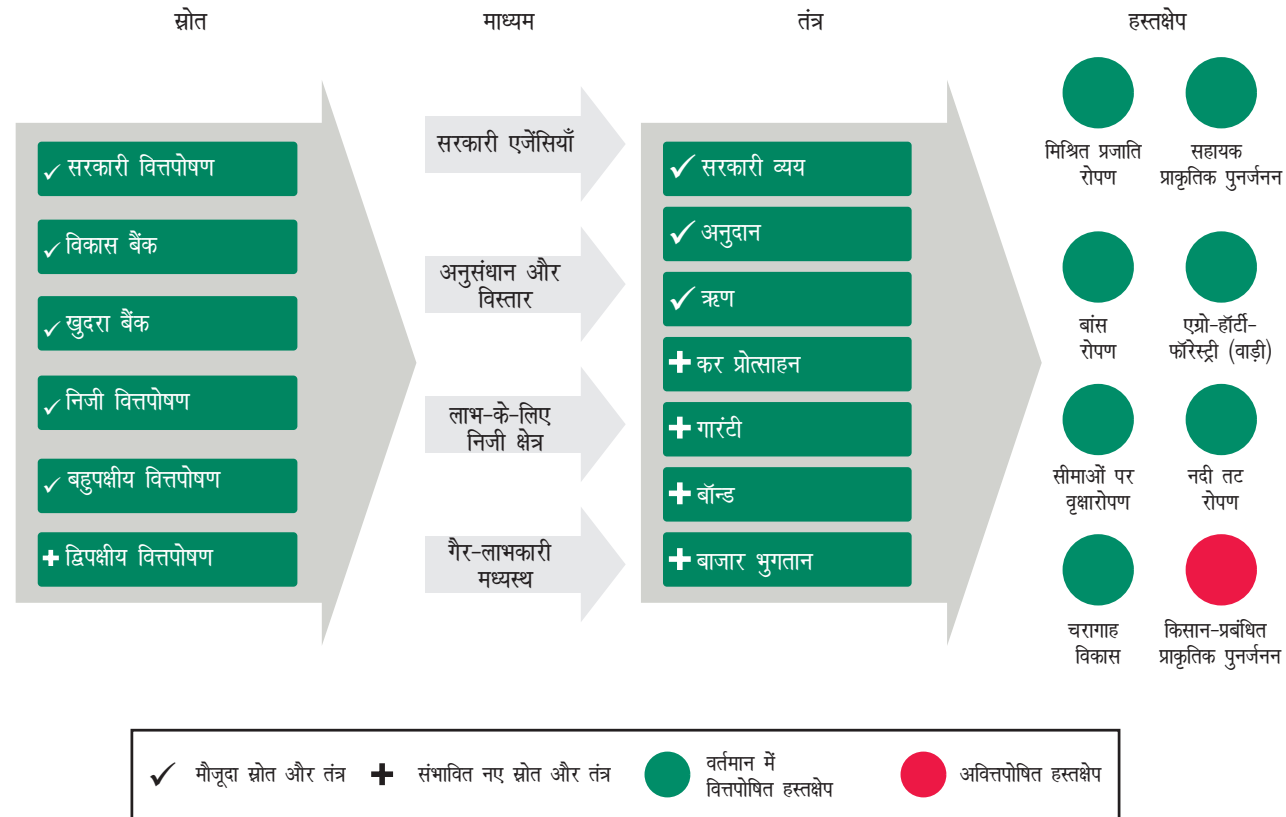 स्रोत
माध्यम
तंत्र
हस्तक्षेप
✓ सरकारी वित्तपोषण
✓ विकास बैंक
✓ खुदरा बैंक
✓ निजी वित्तपोषण
✓ बहुपक्षीय वित्तपोषण
+ द्विपक्षीय वित्तपोषण
सरकारी एजेंसियाँ
अनुसंधान और
विस्तार
लाभ-के-लिए
निजी क्षेत्र
गैर-लाभकारी
मध्यस्थ
✓ सरकारी व्यय
✓ अनुदान
✓ ऋण
+ कर प्रोत्साहन
+ गारंटी
+ बॉन्ड
+ बाजार भुगतान
मिश्रित प्रजाति
रोपण
सहायक
प्राकृतिक पुनर्जनन
बांस
रोपण
एग्रो-हॉर्टी-
फॉरेस्ट्री (वाड़ी)
सीमाओं पर
वृक्षारोपण
नदी तट
रोपण
चरागाह
विकास
किसान-प्रबंधित
प्राकृतिक पुनर्जनन
✓ मौजूदा स्रोत और तंत्र
+ संभावित नए स्रोत और तंत्र
वर्तमान में
वित्तपोषित हस्तक्षेप
अवित्तपोषित हस्तक्षेप